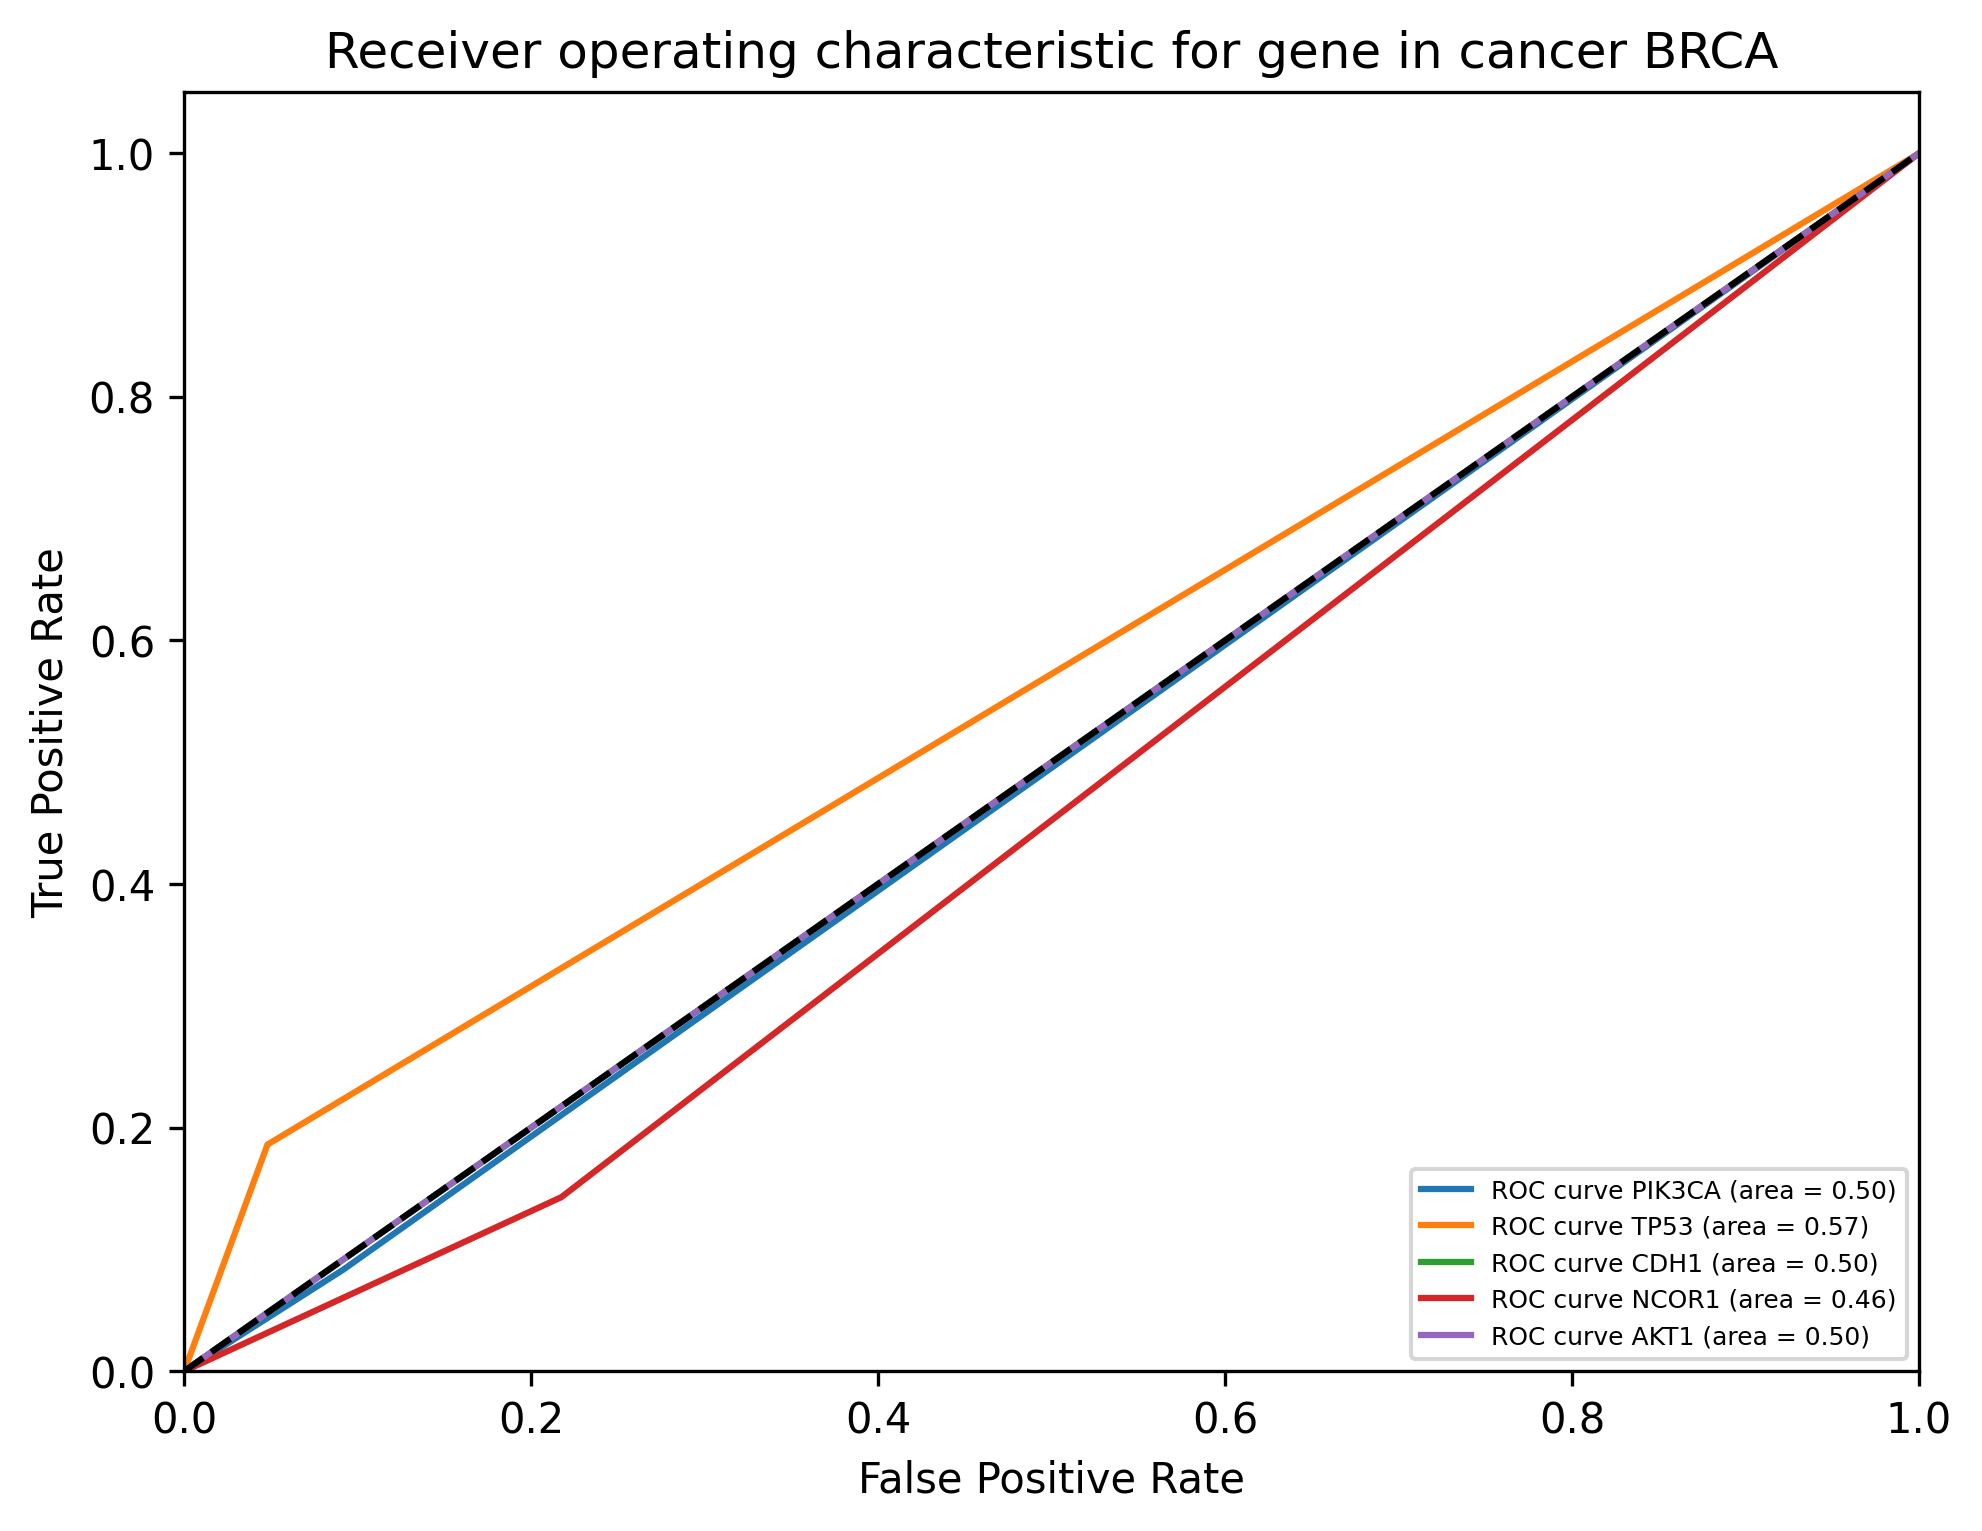 Receiver operating characteristic for gene in cancer BRCA
True Positive Rate
1.0
0.8
0.6
0.4
0.2
0.0
ROC curve PIK3CA (area = 0.50)
ROC curve TP53 (area = 0.57)
ROC curve CDH1 (area = 0.50)
ROC curve NCOR1 (area = 0.46)
ROC curve AKT1 (area = 0.50)
0.0 0.2 0.4 0.6 0.8 1.0
False Positive Rate